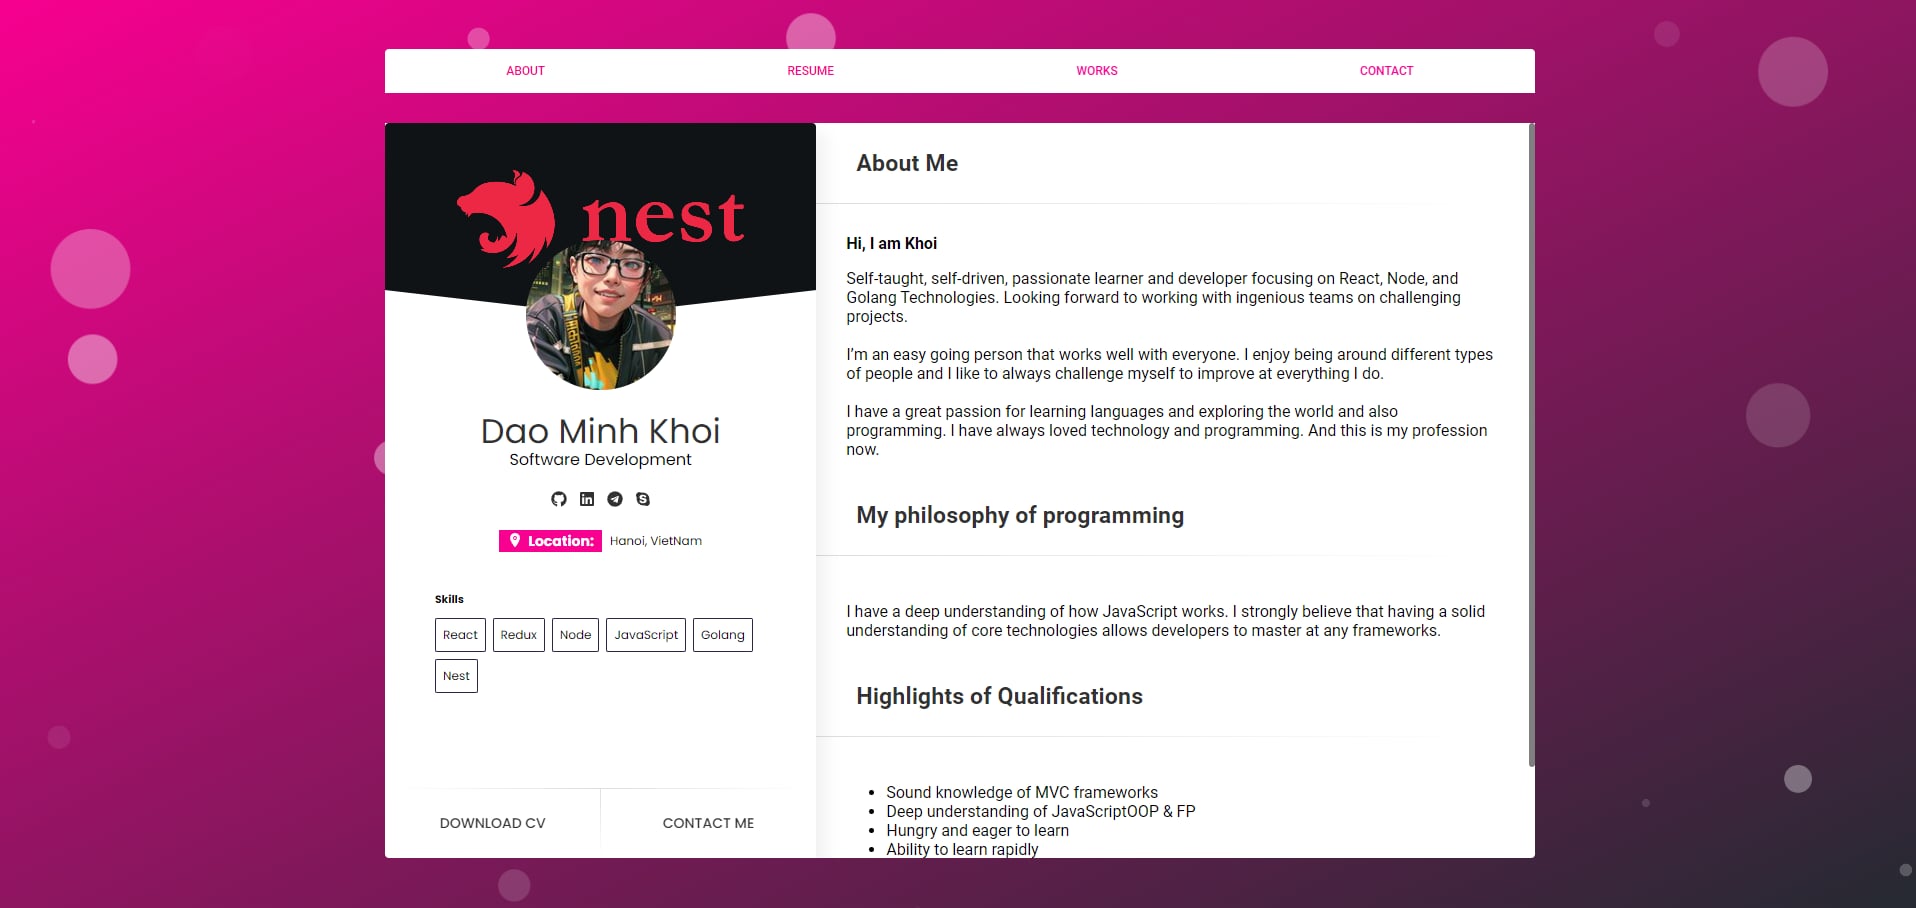 ABOUT
RESUME
WORKS
CONTACT
nest
Dao Minh Khoi
Software Development
Location:
Hanoi, VietNam
Skills
React
Redux
Node
JavaScript
Golang
Nest
DOWNLOAD CV
CONTACT ME
About Me
Hi, I am Khoi
Self-taught, self-driven, passionate learner and developer focusing on React, Node, and
Golang Technologies. Looking forward to working with ingenious teams on challenging
projects.
I’m an easy going person that works well with everyone. I enjoy being around different types
of people and I like to always challenge myself to improve at everything I do.
I have a great passion for learning languages and exploring the world and also
programming. I have always loved technology and programming. And this is my profession
now.
My philosophy of programming
I have a deep understanding of how JavaScript works. I strongly believe that having a solid
understanding of core technologies allows developers to master at any frameworks.
Highlights of Qualifications
Sound knowledge of MVC frameworks
Deep understanding of JavaScriptOOP & FP
Hungry and eager to learn
Ability to learn rapidly